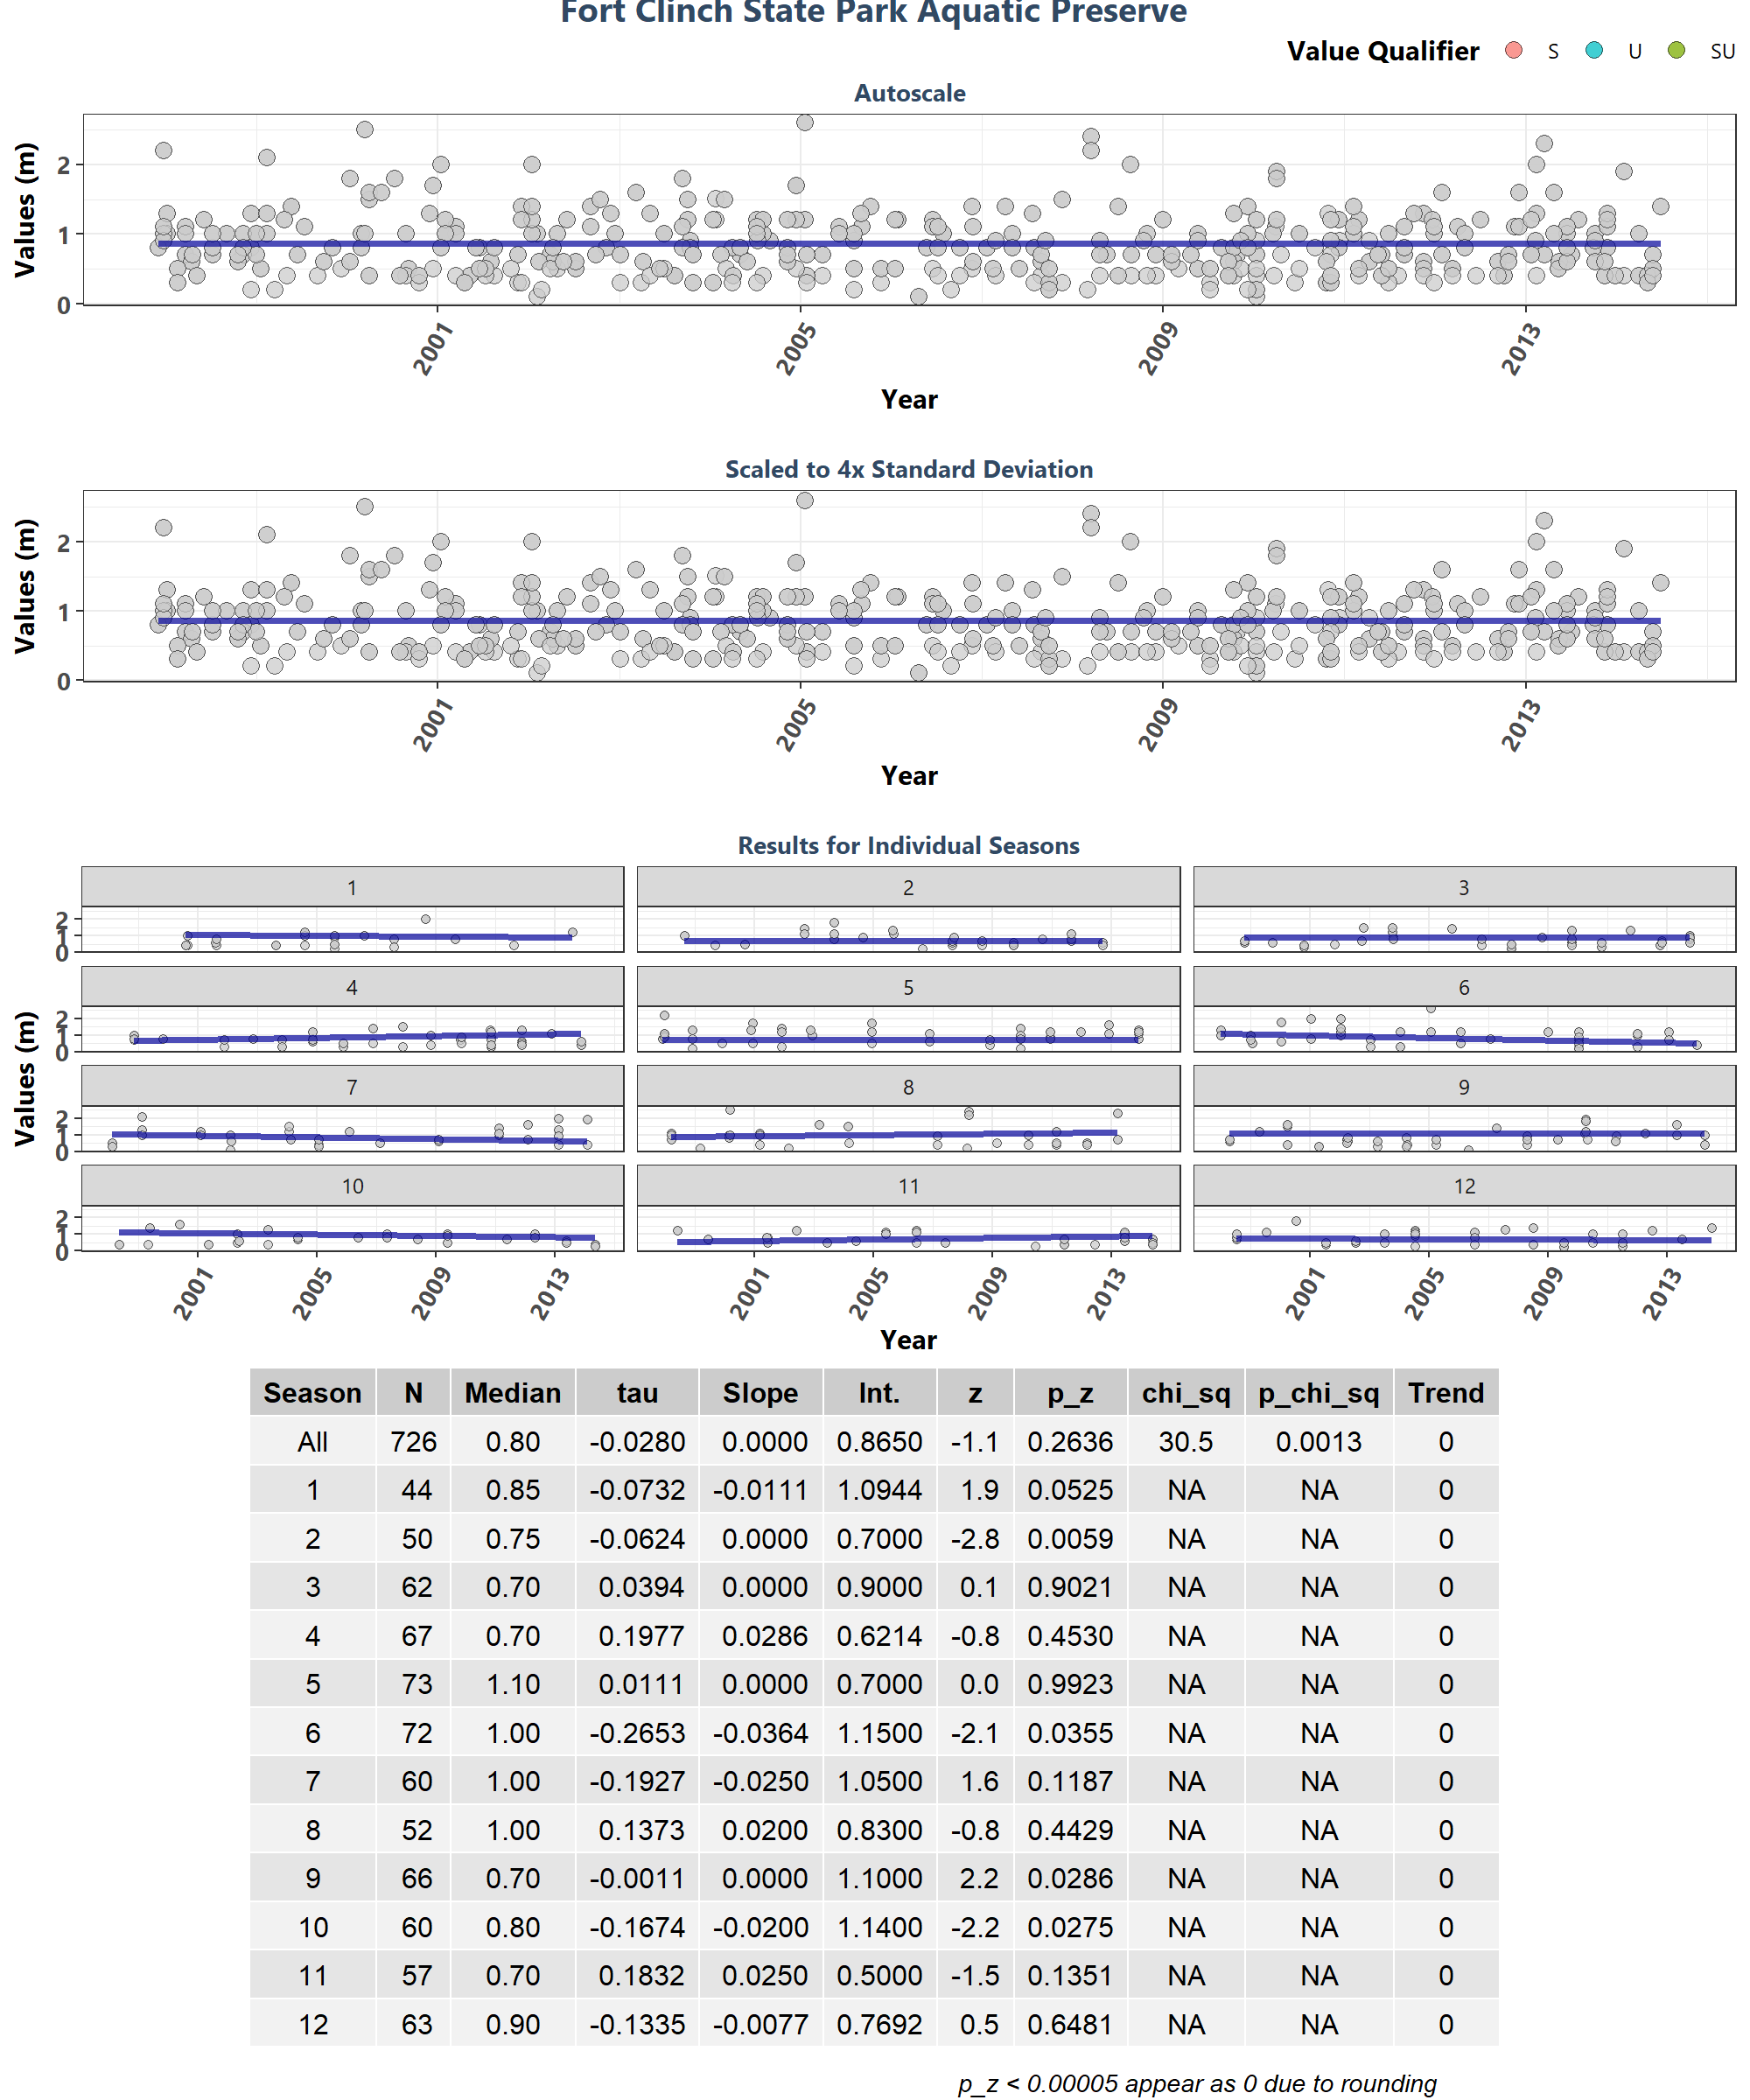 Fort Clinch State Park Aquatic Preserve
Value Qualifier S U SU
Autoscale
Values (m)
2
1
0
2001 2005 2009 2013
Year
Scaled to 4x Standard Deviation
Values (m)
2
1
0
2001 2005 2009 2013
Year
Results for Individual Seasons
Values (m)
1 2 3
2
1
0
4 5 6
2
1
0
7 8 9
2
1
0
10 11 12
2
1
0
2001 2005 2009 2013 2001 2005 2009 2013 2001 2005 2009 2013
Year
Season N Median tau Slope Int. z p_z chi_sq p_chi_sq Trend
All 726 0.80 -0.0280 0.0000 0.8650 -1.1 0.2636 30.5 0.0013 0
1 44 0.85 -0.0732 -0.0111 1.0944 1.9 0.0525 NA NA 0
2 50 0.75 -0.0624 0.0000 0.7000 -2.8 0.0059 NA NA 0
3 62 0.70 0.0394 0.0000 0.9000 0.1 0.9021 NA NA 0
4 67 0.70 0.1977 0.0286 0.6214 -0.8 0.4530 NA NA 0
5 73 1.10 0.0111 0.0000 0.7000 0.0 0.9923 NA NA 0
6 72 1.00 -0.2653 -0.0364 1.1500 -2.1 0.0355 NA NA 0
7 60 1.00 -0.1927 -0.0250 1.0500 1.6 0.1187 NA NA 0
8 52 1.00 0.1373 0.0200 0.8300 -0.8 0.4429 NA NA 0
9 66 0.70 -0.0011 0.0000 1.1000 2.2 0.0286 NA NA 0
10 60 0.80 -0.1674 -0.0200 1.1400 -2.2 0.0275 NA NA 0
11 57 0.70 0.1832 0.0250 0.5000 -1.5 0.1351 NA NA 0
12 63 0.90 -0.1335 -0.0077 0.7692 0.5 0.6481 NA NA 0
p_z < 0.00005 appear as 0 due to rounding